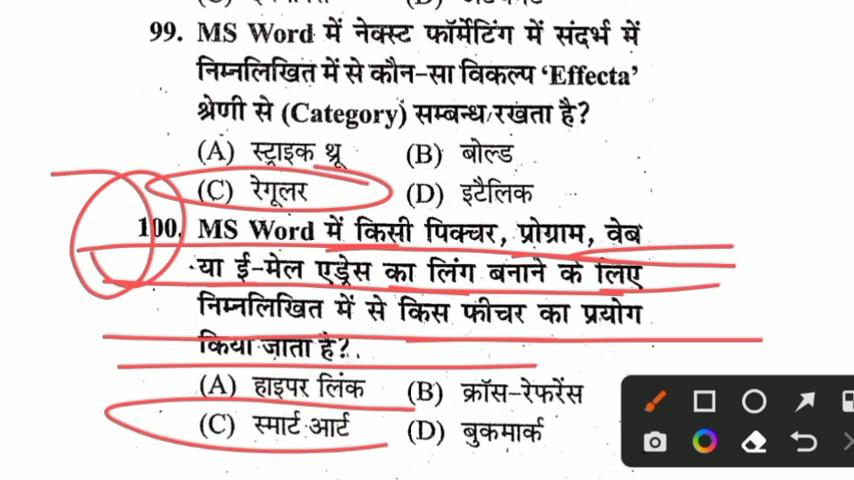 99. MS Word में नेक्स्ट फॉर्मेटिंग में संदर्भ में
निम्नलिखित में से कौन-सा विकल्प ‘Effecta’
श्रेणी से (Category) सम्बन्ध रखता है?
(A) स्ट्राइक थ्रू (B) बोल्ड
(C) रेगूलर (D) इटैलिक
100. MS Word में किसी पिक्चर, प्रोग्राम, वेब
या ई-मेल एड्रेस का लिंग बनाने के लिए
निम्नलिखित में से किस फीचर का प्रयोग
किया जाता है?
(A) हाइपर लिंक (B) क्रॉस-रेफरेंस
(C) स्मार्ट आर्ट (D) बुकमार्क